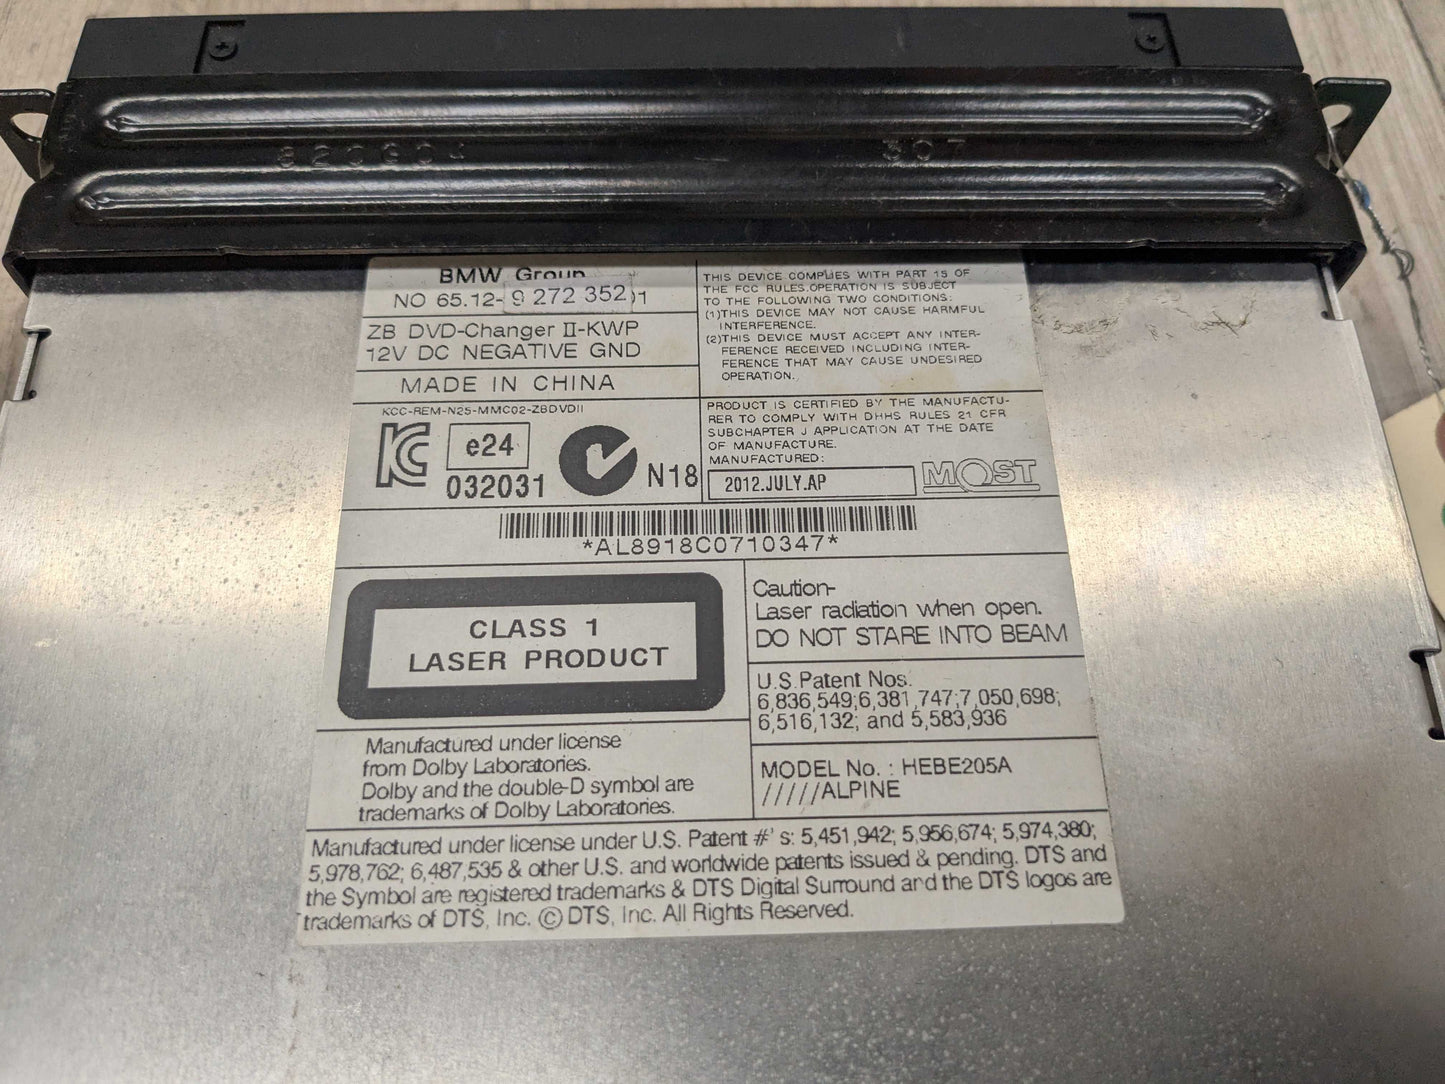 820904 — 307
BMW Group
NO 65.12- 9 272 352 1
ZB DVD-Changer II-KWP
12V DC NEGATIVE GND
MADE IN CHINA
KCC-REM-N25-MMC02-ZBDVDII
e24
032031
N18
THIS DEVICE COMPLIES WITH PART 15 OF
THE FCC RULES.OPERATION IS SUBJECT
TO THE FOLLOWING TWO CONDITIONS:
(1)THIS DEVICE MAY NOT CAUSE HARMFUL
INTERFERENCE.
(2)THIS DEVICE MUST ACCEPT ANY INTER-
FERENCE RECEIVED INCLUDING INTER-
FERENCE THAT MAY CAUSE UNDESIRED
OPERATION.
PRODUCT IS CERTIFIED BY THE MANUFACTU-
RER TO COMPLY WITH DHHS RULES 21 CFR
SUBCHAPTER J APPLICATION AT THE DATE
OF MANUFACTURE.
MANUFACTURED:
2012.JULY.AP
MOST
*AL8918C0710347*
CLASS 1
LASER PRODUCT
Caution-
Laser radiation when open.
DO NOT STARE INTO BEAM
U.S.Patent Nos.
6,836,549;6,381,747;7,050,698;
6,516,132; and 5,583,936
Manufactured under license
from Dolby Laboratories.
Dolby and the double-D symbol are
trademarks of Dolby Laboratories.
MODEL No. : HEBE205A
/////ALPINE
Manufactured under license under U.S. Patent #' s: 5,451,942; 5,956,674; 5,974,380;
5,978,762; 6,487,535 & other U.S. and worldwide patents issued & pending. DTS and
the Symbol are registered trademarks & DTS Digital Surround and the DTS logos are
trademarks of DTS, Inc. © DTS, Inc. All Rights Reserved.